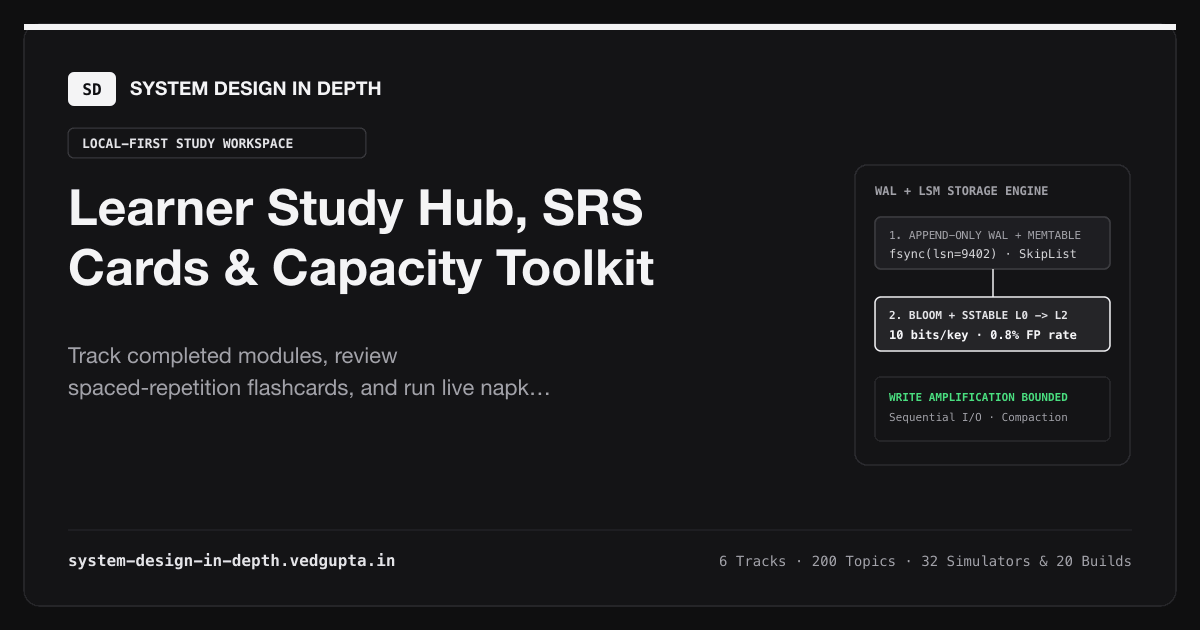 SD SYSTEM DESIGN IN DEPTH
LOCAL-FIRST STUDY WORKSPACE
Learner Study Hub, SRS
Cards & Capacity Toolkit
Track completed modules, review
spaced-repetition flashcards, and run live napk…
WAL + LSM STORAGE ENGINE
1. APPEND-ONLY WAL + MEMTABLE
fsync(lsn=9402) · SkipList
2. BLOOM + SSTABLE L0 -> L2
10 bits/key · 0.8% FP rate
WRITE AMPLIFICATION BOUNDED
Sequential I/O · Compaction
system-design-in-depth.vedgupta.in
6 Tracks · 200 Topics · 32 Simulators & 20 Builds